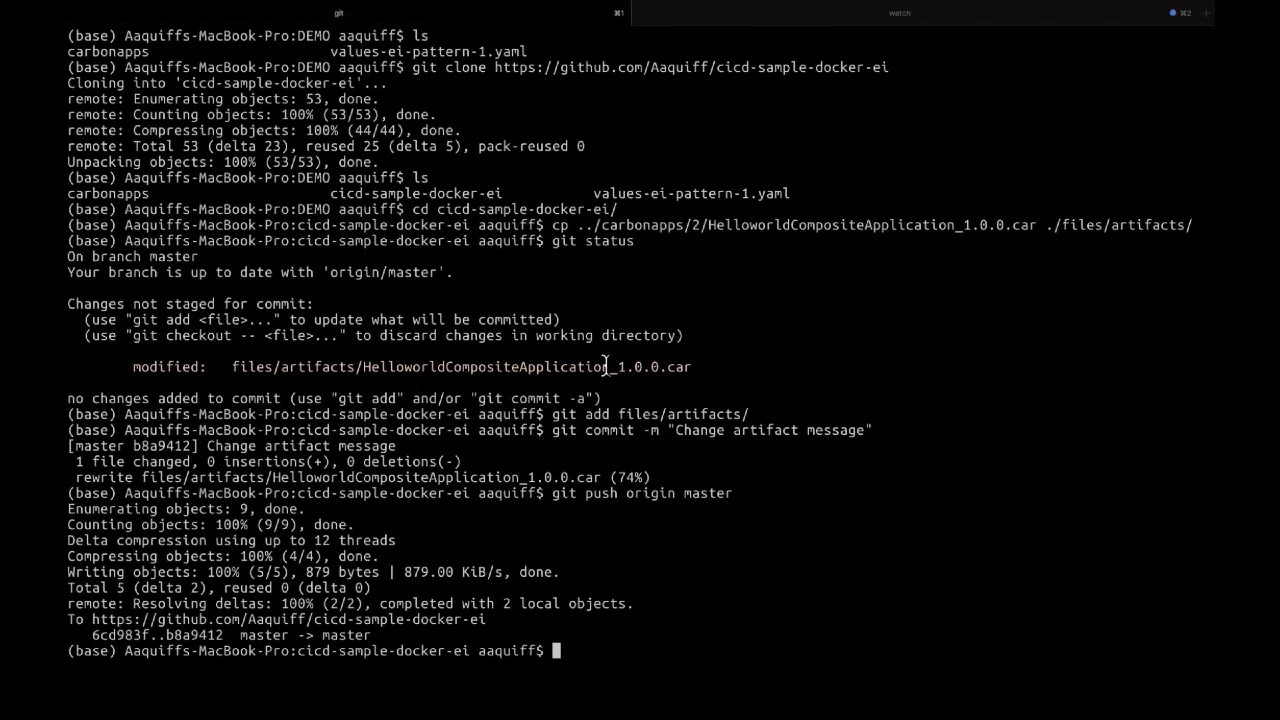 git ⌘1 watch ⌘2 +
(base) Aaquiffs-MacBook-Pro:DEMO aaquiff$ ls
carbonapps values-ei-pattern-1.yaml
(base) Aaquiffs-MacBook-Pro:DEMO aaquiff$ git clone https://github.com/Aaquiff/cicd-sample-docker-ei
Cloning into 'cicd-sample-docker-ei'...
remote: Enumerating objects: 53, done.
remote: Counting objects: 100% (53/53), done.
remote: Compressing objects: 100% (44/44), done.
remote: Total 53 (delta 23), reused 25 (delta 5), pack-reused 0
Unpacking objects: 100% (53/53), done.
(base) Aaquiffs-MacBook-Pro:DEMO aaquiff$ ls
carbonapps cicd-sample-docker-ei values-ei-pattern-1.yaml
(base) Aaquiffs-MacBook-Pro:DEMO aaquiff$ cd cicd-sample-docker-ei/
(base) Aaquiffs-MacBook-Pro:cicd-sample-docker-ei aaquiff$ cp ../carbonapps/2/HelloworldCompositeApplication_1.0.0.car ./files/artifacts/
(base) Aaquiffs-MacBook-Pro:cicd-sample-docker-ei aaquiff$ git status
On branch master
Your branch is up to date with 'origin/master'.
Changes not staged for commit:
(use "git add <file>..." to update what will be committed)
(use "git checkout -- <file>..." to discard changes in working directory)
modified: files/artifacts/HelloworldCompositeApplication_1.0.0.car
no changes added to commit (use "git add" and/or "git commit -a")
(base) Aaquiffs-MacBook-Pro:cicd-sample-docker-ei aaquiff$ git add files/artifacts/
(base) Aaquiffs-MacBook-Pro:cicd-sample-docker-ei aaquiff$ git commit -m "Change artifact message"
[master b8a9412] Change artifact message
1 file changed, 0 insertions(+), 0 deletions(-)
rewrite files/artifacts/HelloworldCompositeApplication_1.0.0.car (74%)
(base) Aaquiffs-MacBook-Pro:cicd-sample-docker-ei aaquiff$ git push origin master
Enumerating objects: 9, done.
Counting objects: 100% (9/9), done.
Delta compression using up to 12 threads
Compressing objects: 100% (4/4), done.
Writing objects: 100% (5/5), 879 bytes | 879.00 KiB/s, done.
Total 5 (delta 2), reused 0 (delta 0)
remote: Resolving deltas: 100% (2/2), completed with 2 local objects.
To https://github.com/Aaquiff/cicd-sample-docker-ei
6cd983f..b8a9412 master -> master
(base) Aaquiffs-MacBook-Pro:cicd-sample-docker-ei aaquiff$